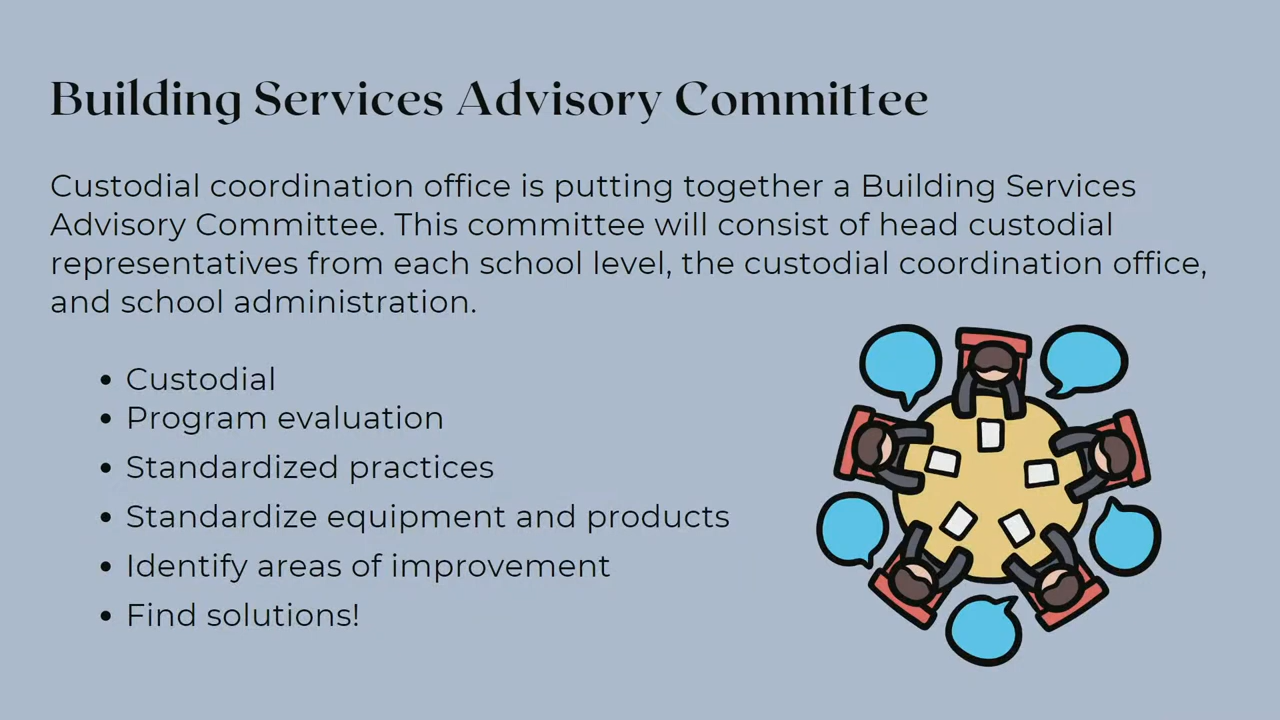 Building Services Advisory Committee
Custodial coordination office is putting together a Building Services
Advisory Committee. This committee will consist of head custodial
representatives from each school level, the custodial coordination office,
and school administration.
• Custodial
• Program evaluation
• Standardized practices
• Standardize equipment and products
• Identify areas of improvement
• Find solutions!